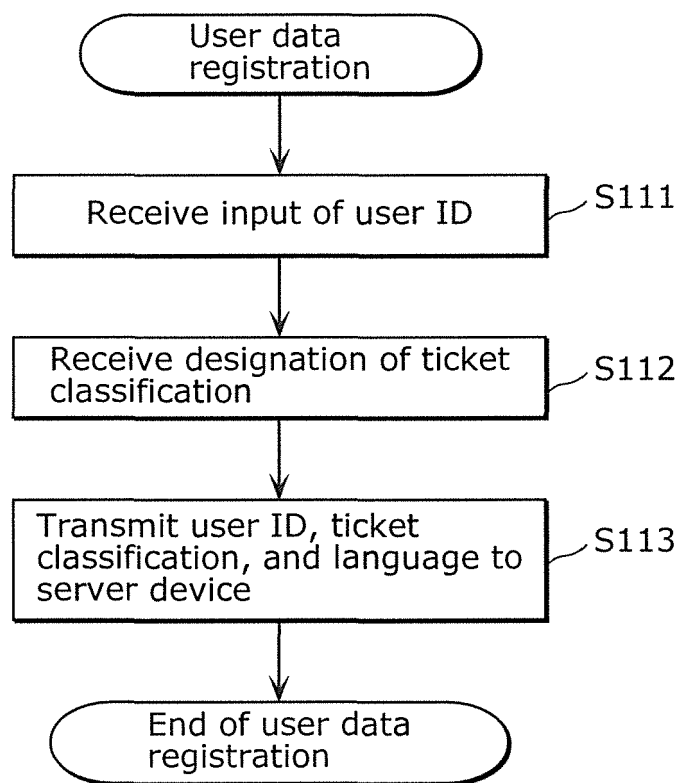 User data
registration
Receive input of user ID
S111
Receive designation of ticket
classification
S112
Transmit user ID, ticket
classification, and language to
server device
S113
End of user data
registration